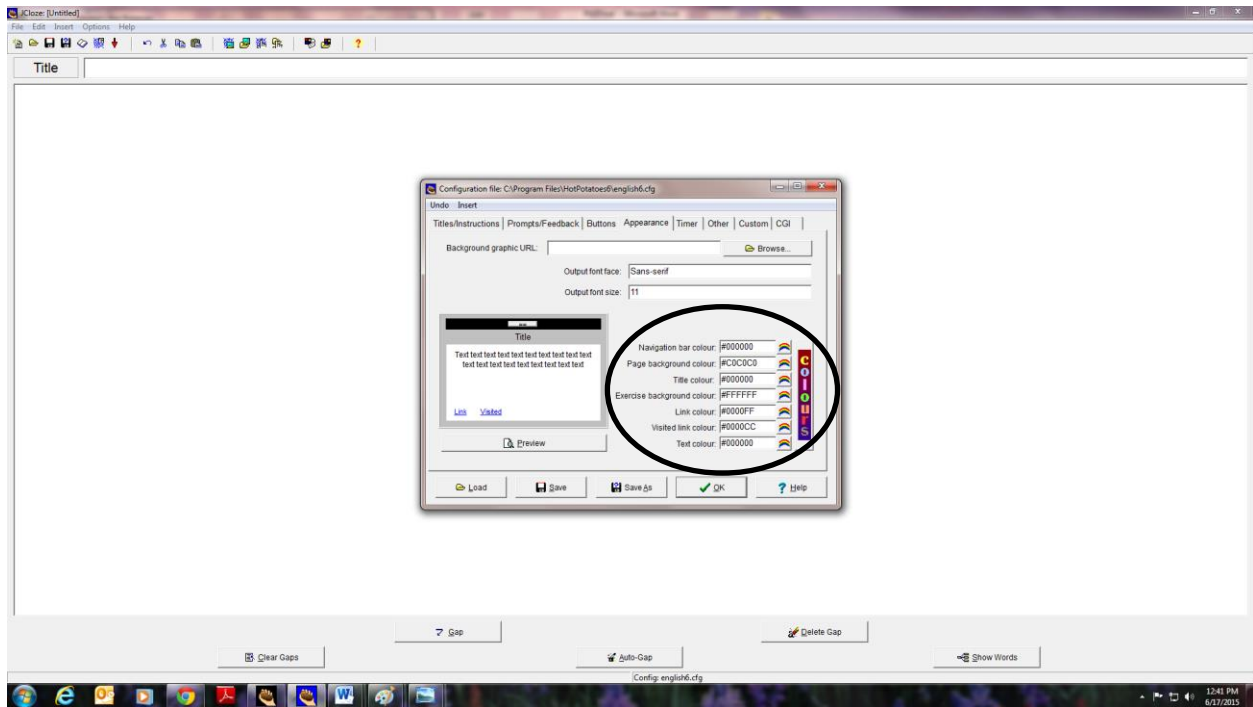 JCloze: [Untitled]
File Edit Insert Options Help
Title
Configuration file: C:\Program Files\HotPotatoes6\english6.cfg
Undo Insert
Titles/Instructions Prompts/Feedback Buttons Appearance Timer Other Custom CGI
Background graphic URL: Browse...
Output font face: Sans-serif
Output font size: 11
Title
Text text text text text text text text text text
text text text text text text text text text
Link Visited
Preview
Navigation bar colour: #000000
Page background colour: #C0C0C0
Title colour: #000000
Exercise background colour: #FFFFFF
Link colour: #0000FF
Visited link colour: #0000CC
Text colour: #000000
colours
Load Save Save As OK Help
Gap Delete Gap
Clear Gaps Auto-Gap Show Words
Config: english6.cfg
12:41 PM
6/17/2015